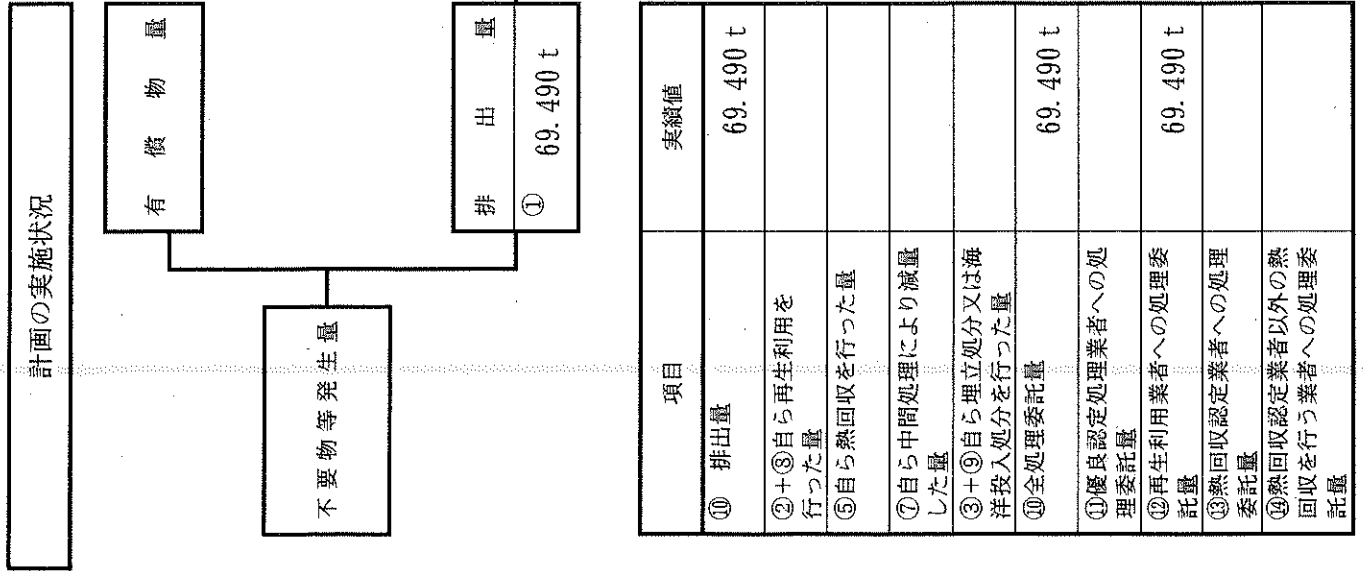 計画の実施状況
有償物量
不要物等発生量
排出量
① 69.490 t
項目 実績値
⑩ 排出量 69.490 t
②+⑧自ら再生利用を
行った量
⑤自ら熱回収を行った量
⑦自ら中間処理により減量
した量
③+⑨自ら埋立処分又は海
洋投入処分を行った量
⑩全処理委託量 69.490 t
⑪優良認定処理業者への処
理委託量
⑫再生利用業者への処理委
託量 69.490 t
⑬熱回収認定業者への処理
委託量
⑭熱回収認定業者以外の熱
回収を行う業者への処理委
託量